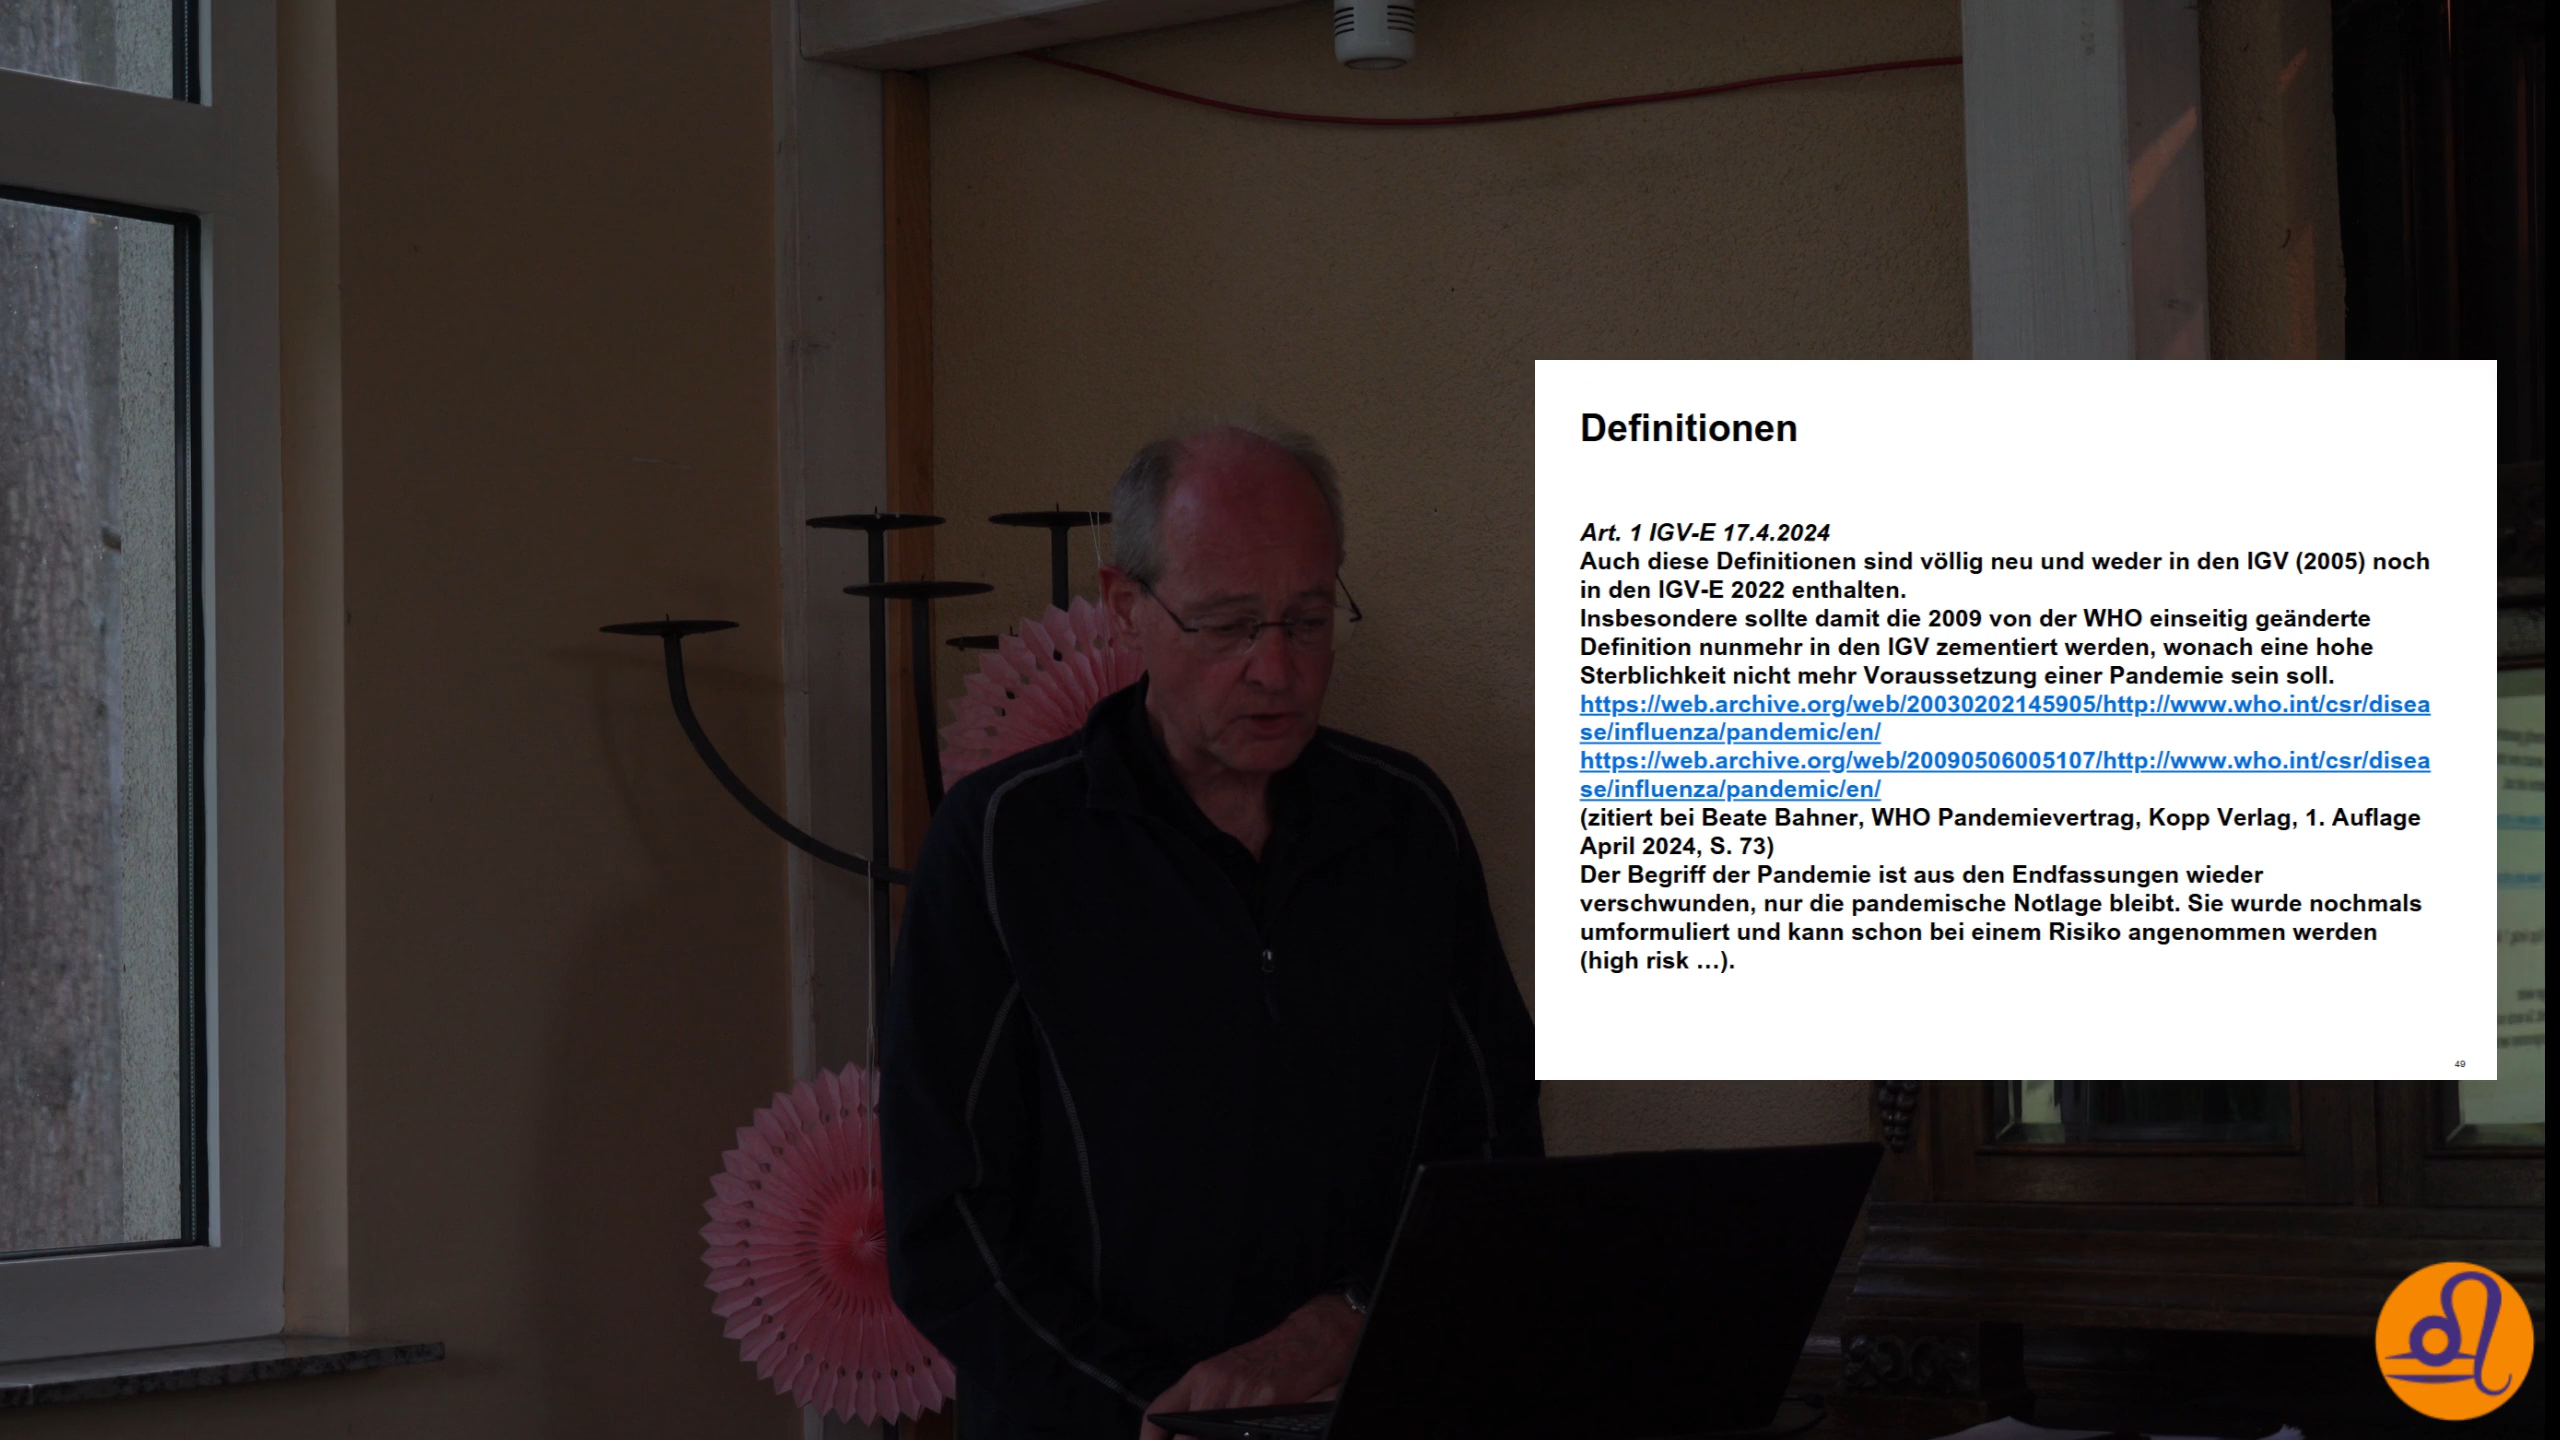 Definitionen
Art. 1 IGV-E 17.4.2024
Auch diese Definitionen sind völlig neu und weder in den IGV (2005) noch
in den IGV-E 2022 enthalten.
Insbesondere sollte damit die 2009 von der WHO einseitig geänderte
Definition nunmehr in den IGV zementiert werden, wonach eine hohe
Sterblichkeit nicht mehr Voraussetzung einer Pandemie sein soll.
https://web.archive.org/web/20030202145905/http://www.who.int/csr/disea
se/influenza/pandemic/en/
https://web.archive.org/web/20090506005107/http://www.who.int/csr/disea
se/influenza/pandemic/en/
(zitiert bei Beate Bahner, WHO Pandemievertrag, Kopp Verlag, 1. Auflage
April 2024, S. 73)
Der Begriff der Pandemie ist aus den Endfassungen wieder
verschwunden, nur die pandemische Notlage bleibt. Sie wurde nochmals
umformuliert und kann schon bei einem Risiko angenommen werden
(high risk …).
49